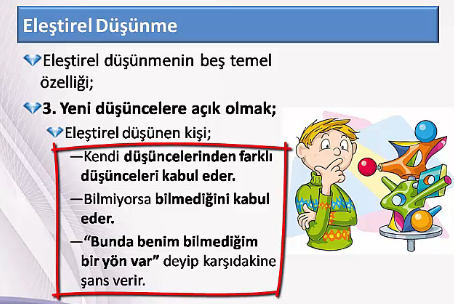 Eleştirel Düşünme
Eleştirel düşünmenin beş temel
özelliği;
3. Yeni düşüncelere açık olmak;
Eleştirel düşünen kişi;
—Kendi düşüncelerinden farklı
düşünceleri kabul eder.
—Bilmiyorsa bilmediğini kabul
eder.
—“Bunda benim bilmediğim
bir yön var” deyip karşıdakine
şans verir.